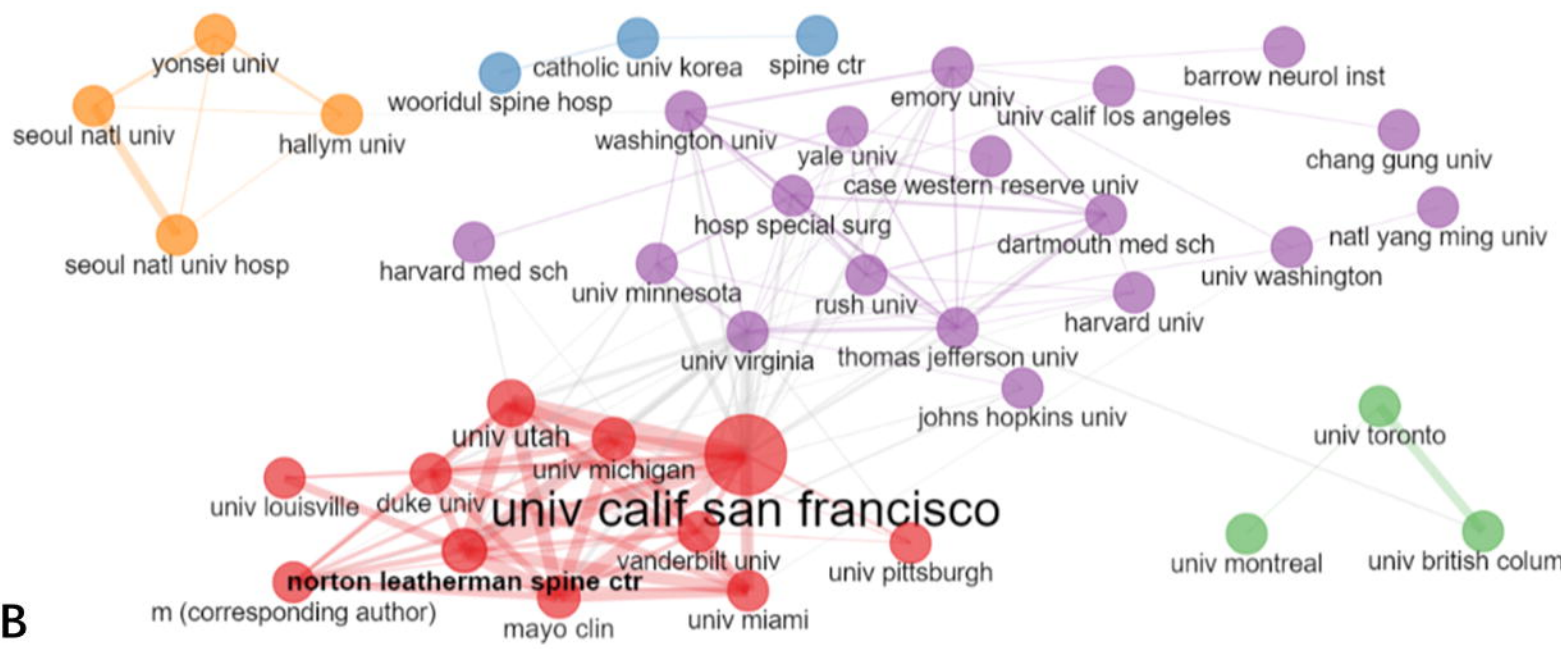 yonsei univ
catholic univ korea
spine ctr
barrow neurol inst
wooridul spine hosp
emory univ
univ calif los angeles
seoul natl univ
hallym univ
washington univ
yale univ
chang gung univ
case western reserve univ
hosp special surg
dartmouth med sch
natl yang ming univ
seoul natl univ hosp
harvard med sch
univ minnesota
rush univ
univ washington
harvard univ
univ virginia
thomas jefferson univ
johns hopkins univ
univ utah
univ michigan
univ toronto
univ louisville
duke univ
univ calif san francisco
vanderbilt univ
univ pittsburgh
univ montreal
univ british colum
norton leatherman spine ctr
m (corresponding author)
mayo clin
univ miami
B